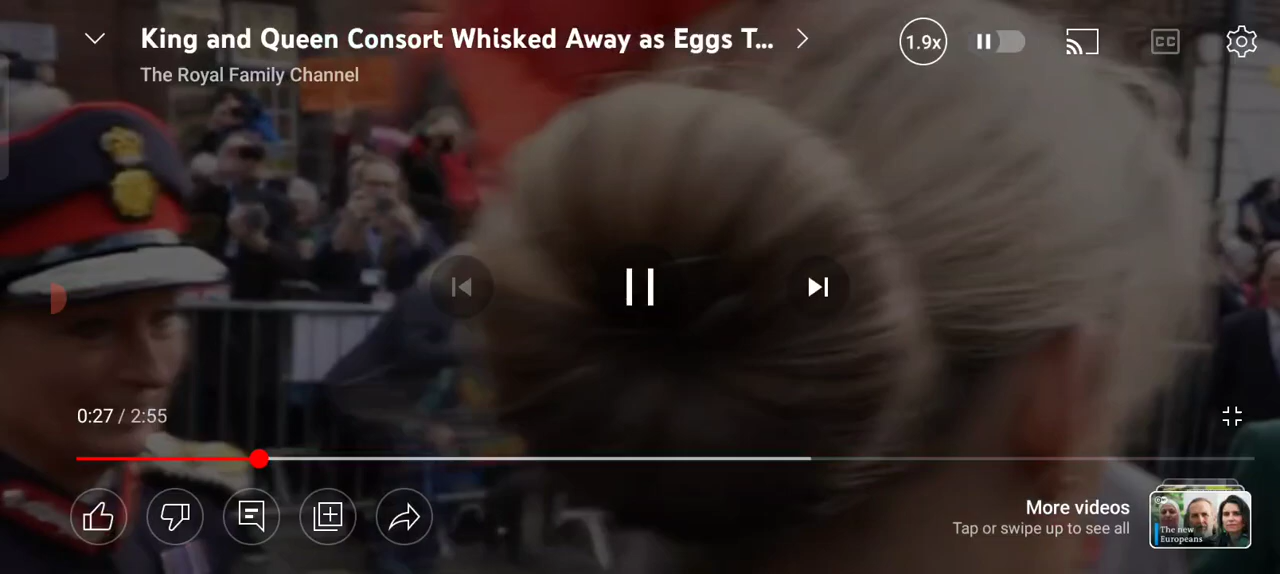 King and Queen Consort Whisked Away as Eggs T...
1.9x
CC
The Royal Family Channel
0:27 / 2:55
More videos
Tap or swipe up to see all
The new
Europeans